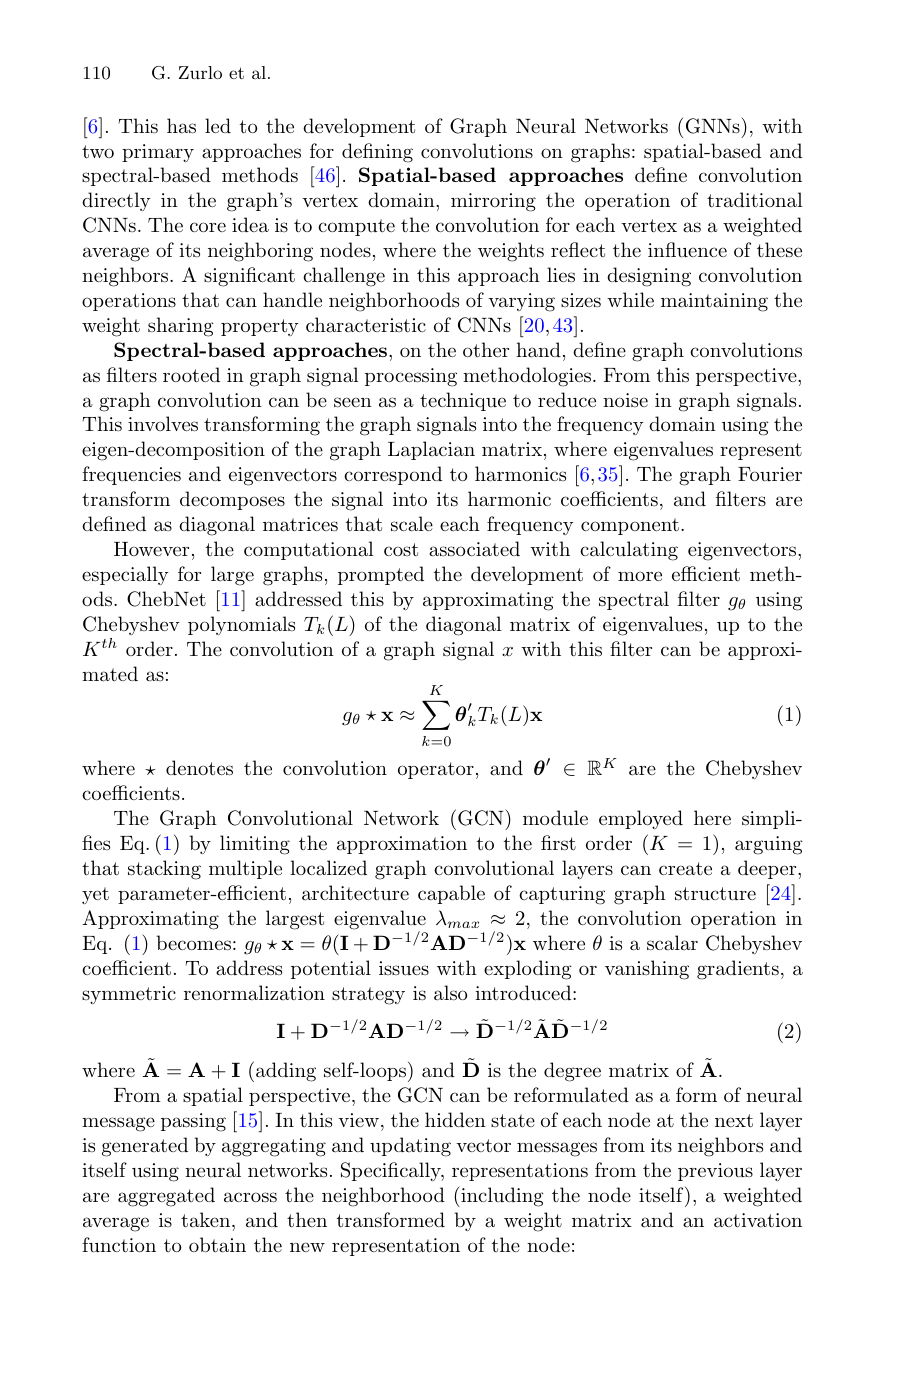 110 G. Zurlo et al.
[6]. This has led to the development of Graph Neural Networks (GNNs), with
two primary approaches for defining convolutions on graphs: spatial-based and
spectral-based methods [46]. Spatial-based approaches define convolution
directly in the graph's vertex domain, mirroring the operation of traditional
CNNs. The core idea is to compute the convolution for each vertex as a weighted
average of its neighboring nodes, where the weights reflect the influence of these
neighbors. A significant challenge in this approach lies in designing convolution
operations that can handle neighborhoods of varying sizes while maintaining the
weight sharing property characteristic of CNNs [20,43].
Spectral-based approaches, on the other hand, define graph convolutions
as filters rooted in graph signal processing methodologies. From this perspective,
a graph convolution can be seen as a technique to reduce noise in graph signals.
This involves transforming the graph signals into the frequency domain using the
eigen-decomposition of the graph Laplacian matrix, where eigenvalues represent
frequencies and eigenvectors correspond to harmonics [6,35]. The graph Fourier
transform decomposes the signal into its harmonic coefficients, and filters are
defined as diagonal matrices that scale each frequency component.
However, the computational cost associated with calculating eigenvectors,
especially for large graphs, prompted the development of more efficient meth-
ods. ChebNet [11] addressed this by approximating the spectral filter g_θ using
Chebyshev polynomials T_k(L) of the diagonal matrix of eigenvalues, up to the
K^{th} order. The convolution of a graph signal x with this filter can be approxi-
mated as:
g_θ ⋆ x ≈ ∑_{k=0}^{K} θ′_k T_k(L)x (1)
where ⋆ denotes the convolution operator, and θ′ ∈ ℝ^K are the Chebyshev
coefficients.
The Graph Convolutional Network (GCN) module employed here simpli-
fies Eq. (1) by limiting the approximation to the first order (K = 1), arguing
that stacking multiple localized graph convolutional layers can create a deeper,
yet parameter-efficient, architecture capable of capturing graph structure [24].
Approximating the largest eigenvalue λ_{max} ≈ 2, the convolution operation in
Eq. (1) becomes: g_θ ⋆ x = θ(I + D^{−1/2}AD^{−1/2})x where θ is a scalar Chebyshev
coefficient. To address potential issues with exploding or vanishing gradients, a
symmetric renormalization strategy is also introduced:
I + D^{−1/2}AD^{−1/2} → D̃^{−1/2}ÃD̃^{−1/2} (2)
where Ã = A + I (adding self-loops) and D̃ is the degree matrix of Ã.
From a spatial perspective, the GCN can be reformulated as a form of neural
message passing [15]. In this view, the hidden state of each node at the next layer
is generated by aggregating and updating vector messages from its neighbors and
itself using neural networks. Specifically, representations from the previous layer
are aggregated across the neighborhood (including the node itself), a weighted
average is taken, and then transformed by a weight matrix and an activation
function to obtain the new representation of the node: